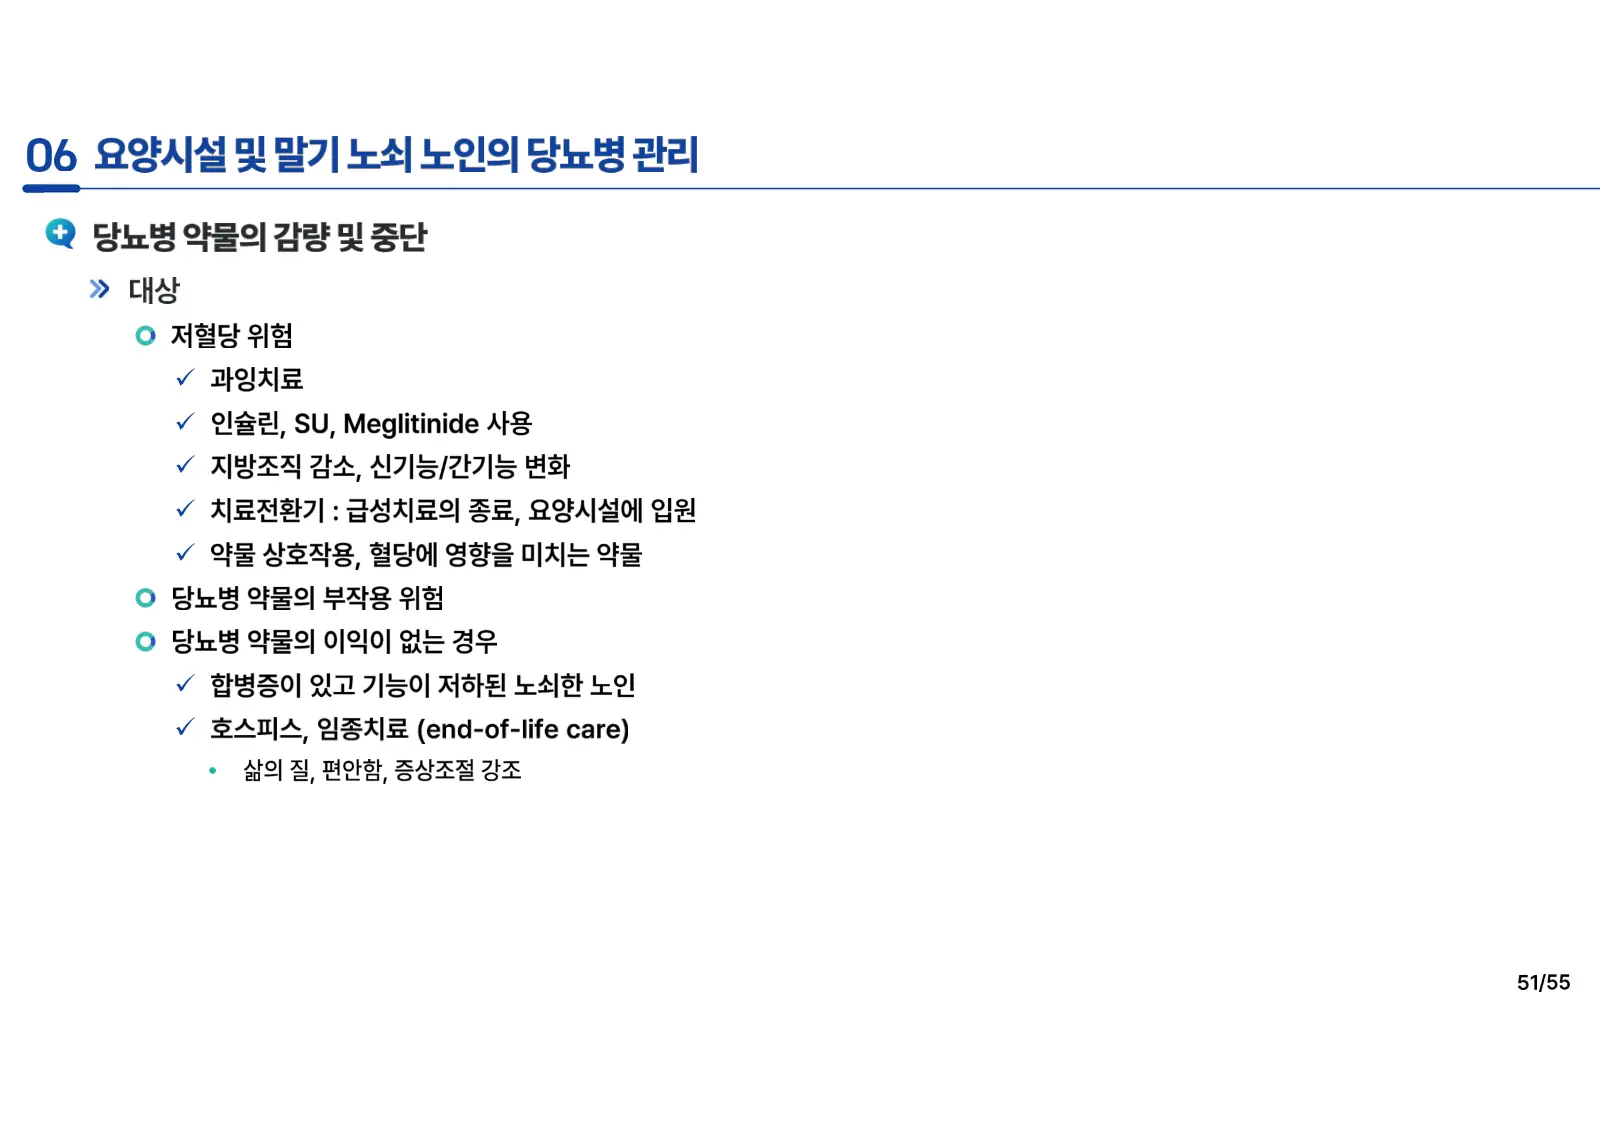 06 요양시설 및 말기 노쇠 노인의 당뇨병 관리
당뇨병 약물의 감량 및 중단
대상
저혈당 위험
과잉치료
인슐린, SU, Meglitinide 사용
지방조직 감소, 신기능/간기능 변화
치료전환기 : 급성치료의 종료, 요양시설에 입원
약물 상호작용, 혈당에 영향을 미치는 약물
당뇨병 약물의 부작용 위험
당뇨병 약물의 이익이 없는 경우
합병증이 있고 기능이 저하된 노쇠한 노인
호스피스, 임종치료 (end-of-life care)
삶의 질, 편안함, 증상조절 강조
51/55